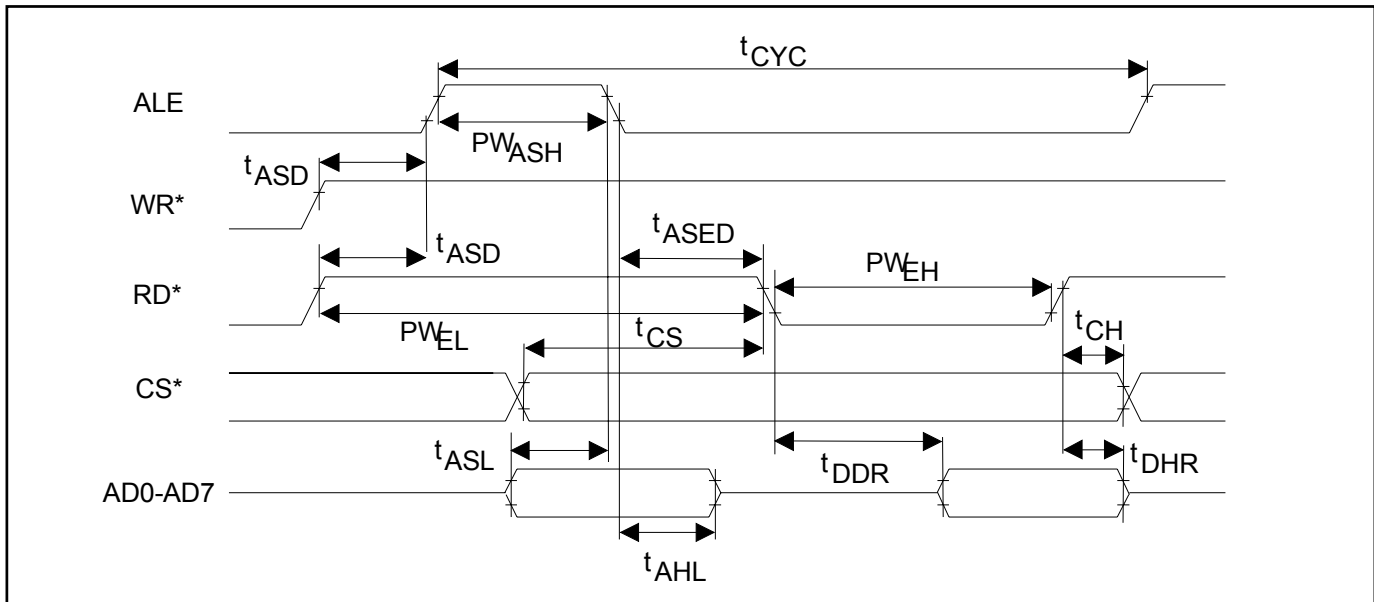 tCYC
ALE
PWASH
tASD
WR*
tASED
tASD
PWEH
RD*
PWEL
tCS
tCH
CS*
tASL
tDDR
tDHR
AD0-AD7
tAHL